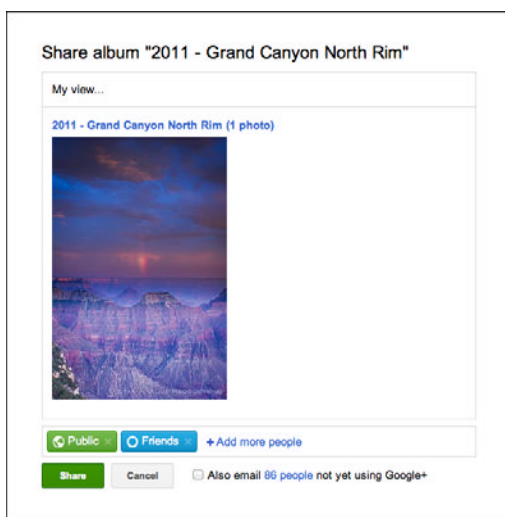 Share album "2011 - Grand Canyon North Rim"
My view...
2011 - Grand Canyon North Rim (1 photo)
Public ×
Friends ×
+ Add more people
Share
Cancel
Also email 86 people not yet using Google+